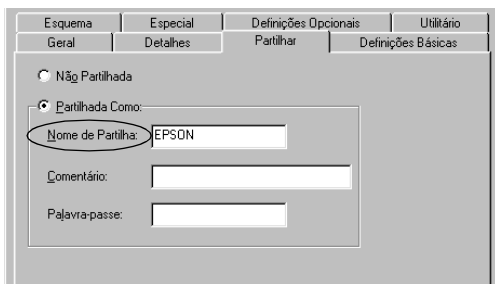 Esquema Especial Definições Opcionais Utilitário
Geral Detalhes Partilhar Definições Básicas
Não Partilhada
Partilhada Como:
Nome de Partilha: EPSON
Comentário:
Palavra-passe: